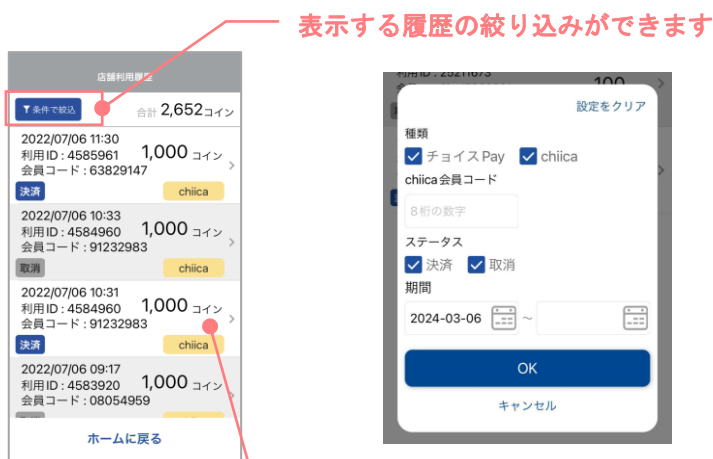 表示する履歴の絞り込みができます
店舗利用履歴
条件で絞込
合計 2,652コイン
2022/07/06 11:30
利用ID : 4585961 1,000 コイン
会員コード : 63829147
決済 chiica
2022/07/06 10:33
利用ID : 4584960 1,000 コイン
会員コード : 91232983
取消 chiica
2022/07/06 10:31
利用ID : 4584960 1,000 コイン
会員コード : 91232983
決済 chiica
2022/07/06 09:17
利用ID : 4583920 1,000 コイン
会員コード : 08054959
ホームに戻る
利用ID : 25211673
100
設定をクリア
種類
チョイス Pay chiica
chiica会員コード
8桁の数字
ステータス
決済 取消
期間
2024-03-06 ~
OK
キャンセル